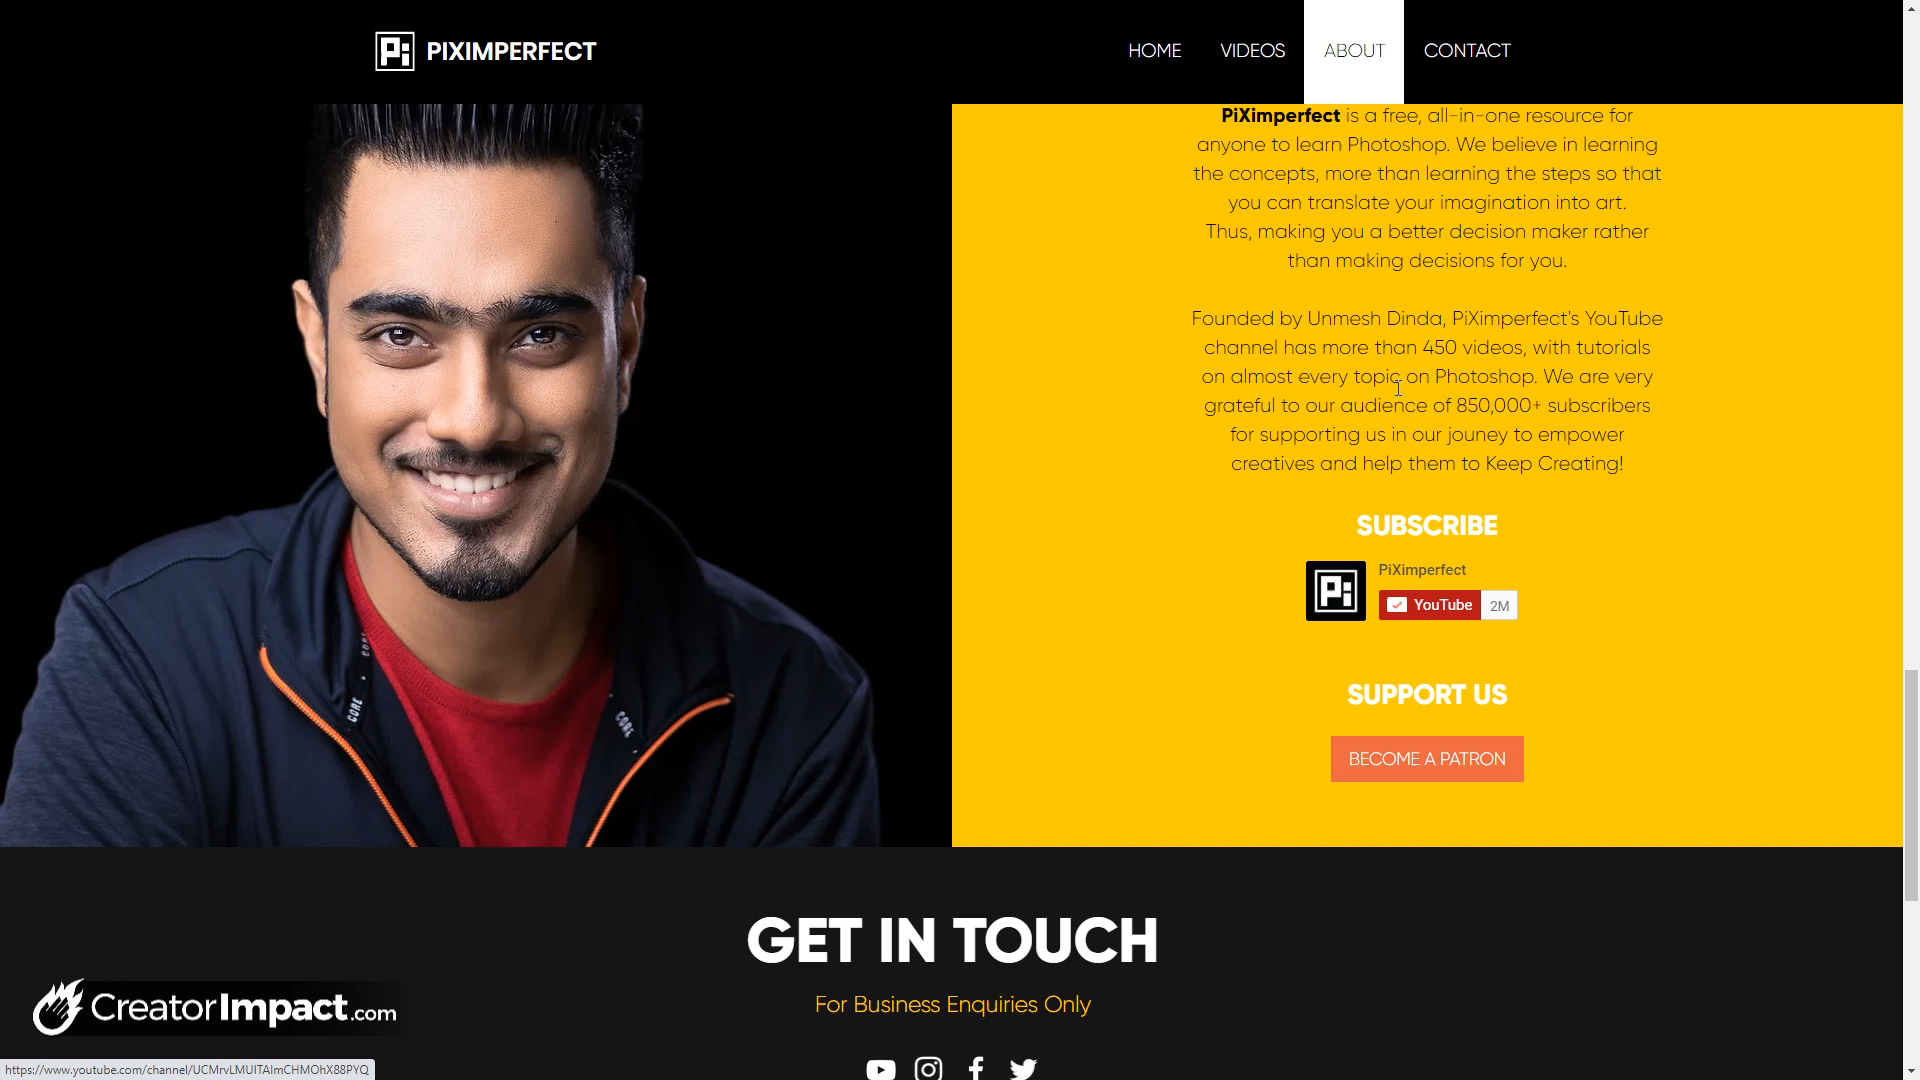 Pi PIXIMPERFECT
HOME VIDEOS ABOUT CONTACT
PiXimperfect is a free, all-in-one resource for
anyone to learn Photoshop. We believe in learning
the concepts, more than learning the steps so that
you can translate your imagination into art.
Thus, making you a better decision maker rather
than making decisions for you.
Founded by Unmesh Dinda, PiXimperfect's YouTube
channel has more than 450 videos, with tutorials
on almost every topic on Photoshop. We are very
grateful to our audience of 850,000+ subscribers
for supporting us in our jouney to empower
creatives and help them to Keep Creating!
SUBSCRIBE
Pi
PiXimperfect
YouTube 2M
SUPPORT US
BECOME A PATRON
CORE
CORE
CORE
GET IN TOUCH
For Business Enquiries Only
CreatorImpact.com
https://www.youtube.com/channel/UCMrvLMUITAImCHMOhX88PYQ